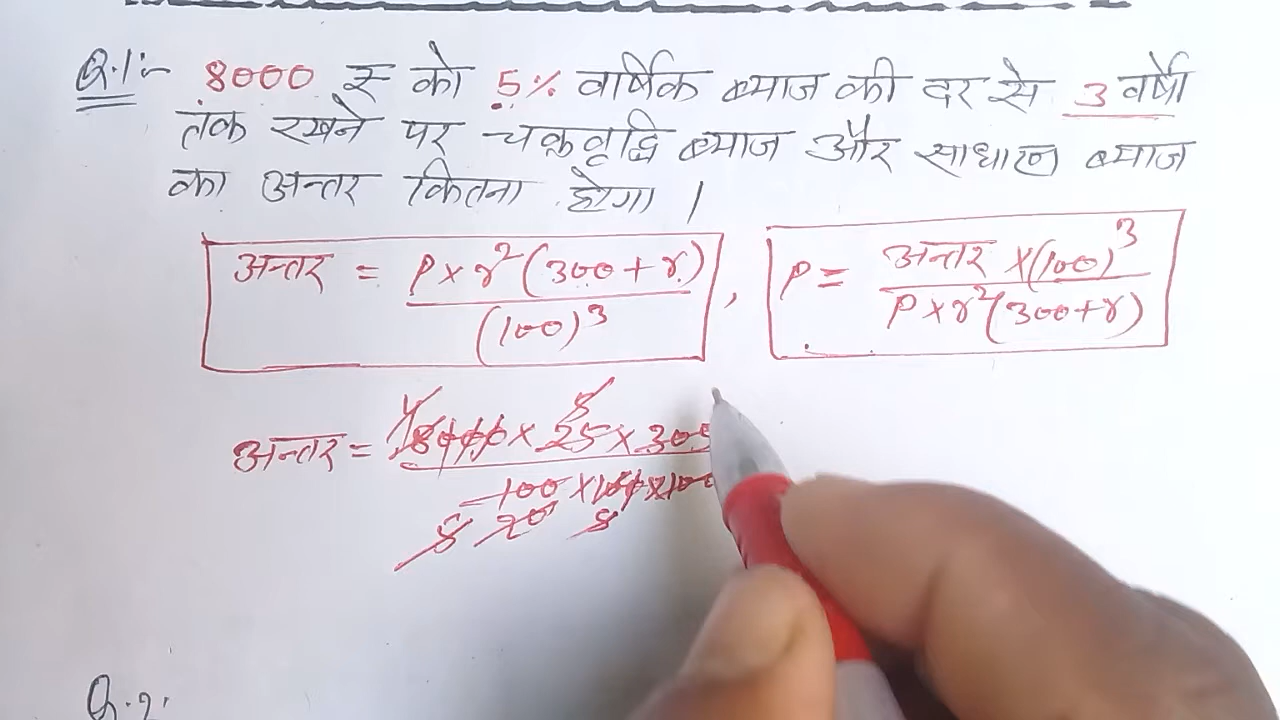 Q.1:- 8000 रु को 5% वार्षिक ब्याज की दर से 3 वर्षो
तक रखने पर चक्रवृद्धि ब्याज और साधारण ब्याज
का अन्तर कितना होगा ।
अन्तर = P×r²(300+r)/(100)³ , P = अन्तर ×(100)³/P×r²(300+r)
अन्तर = 8000 × 25 × 305/100 ×100×100
Q.2: